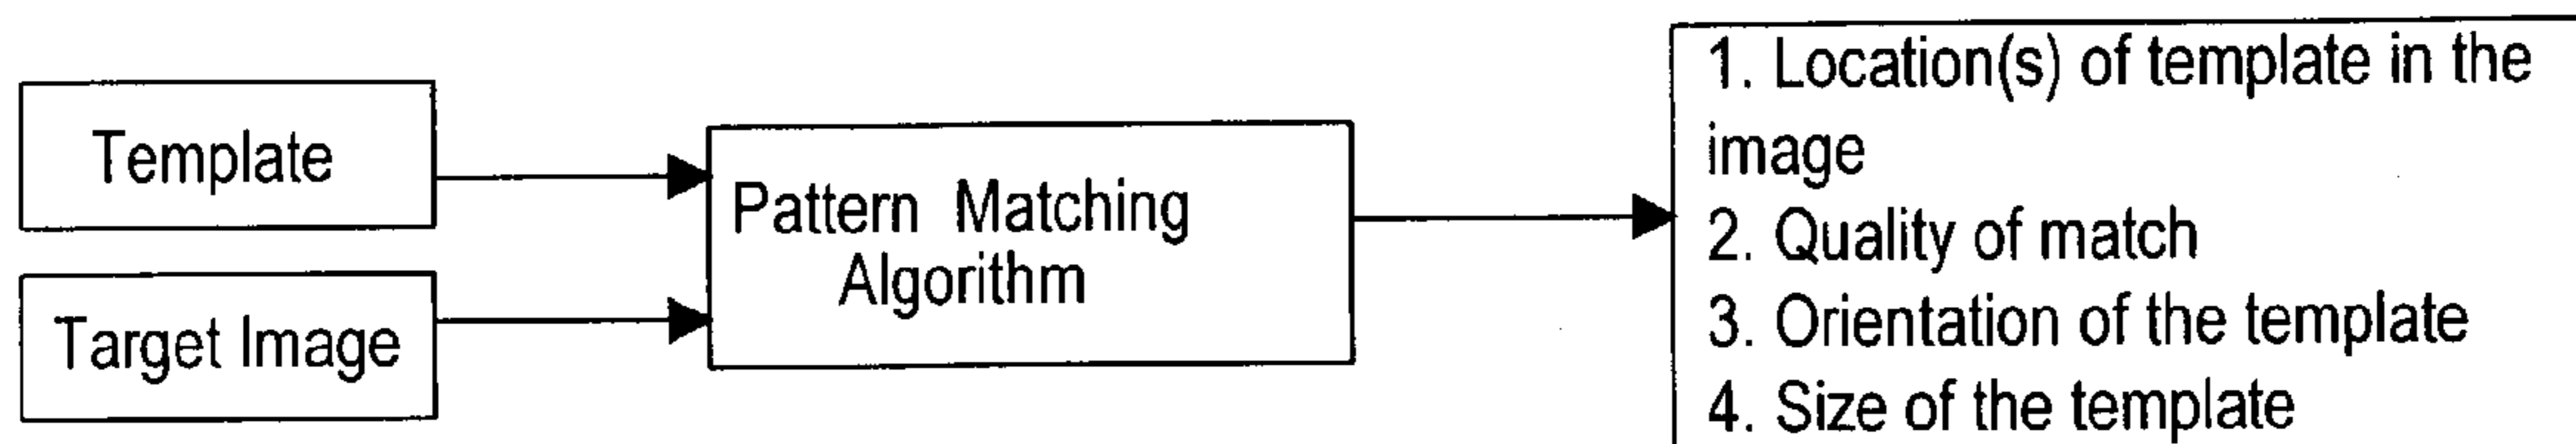 Template
Target Image
Pattern Matching
Algorithm
1. Location(s) of template in the
image
2. Quality of match
3. Orientation of the template
4. Size of the template